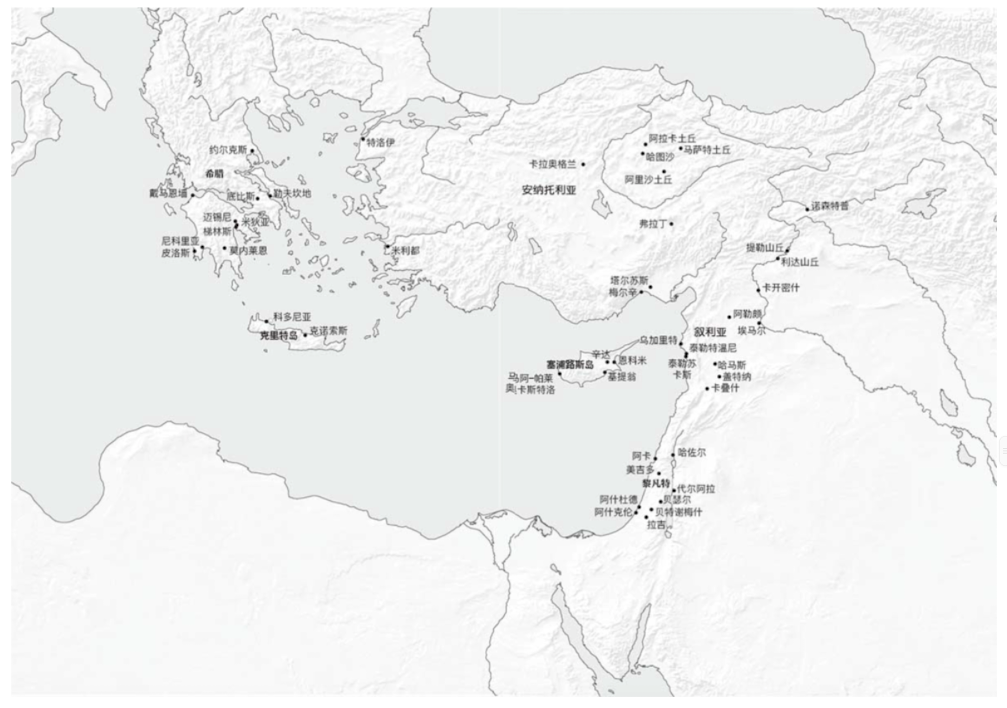 特洛伊
约尔克斯
希腊
戴马恩墙
底比斯
勒夫坎地
迈锡尼
米狄亚
梯林斯
尼科里亚
皮洛斯
莫内莱恩
米利都
科多尼亚
克里特岛
克诺索斯
阿拉卡土丘
哈图沙
马萨特土丘
卡拉奥格兰
阿里沙土丘
安纳托利亚
弗拉丁
诺森特普
提勒山丘
利达山丘
塔尔苏斯
梅尔辛
卡开密什
阿勒颇
叙利亚
埃马尔
乌加里特
泰勒特温尼
泰勒苏
卡斯
哈马斯
盖特纳
卡叠什
辛达
恩科米
塞浦路斯岛
基提翁
马阿-帕莱
奥卡斯特洛
阿卡
哈佐尔
美吉多
黎凡特
代尔阿拉
阿什杜德
贝瑟尔
阿什克伦
贝特谢梅什
拉吉